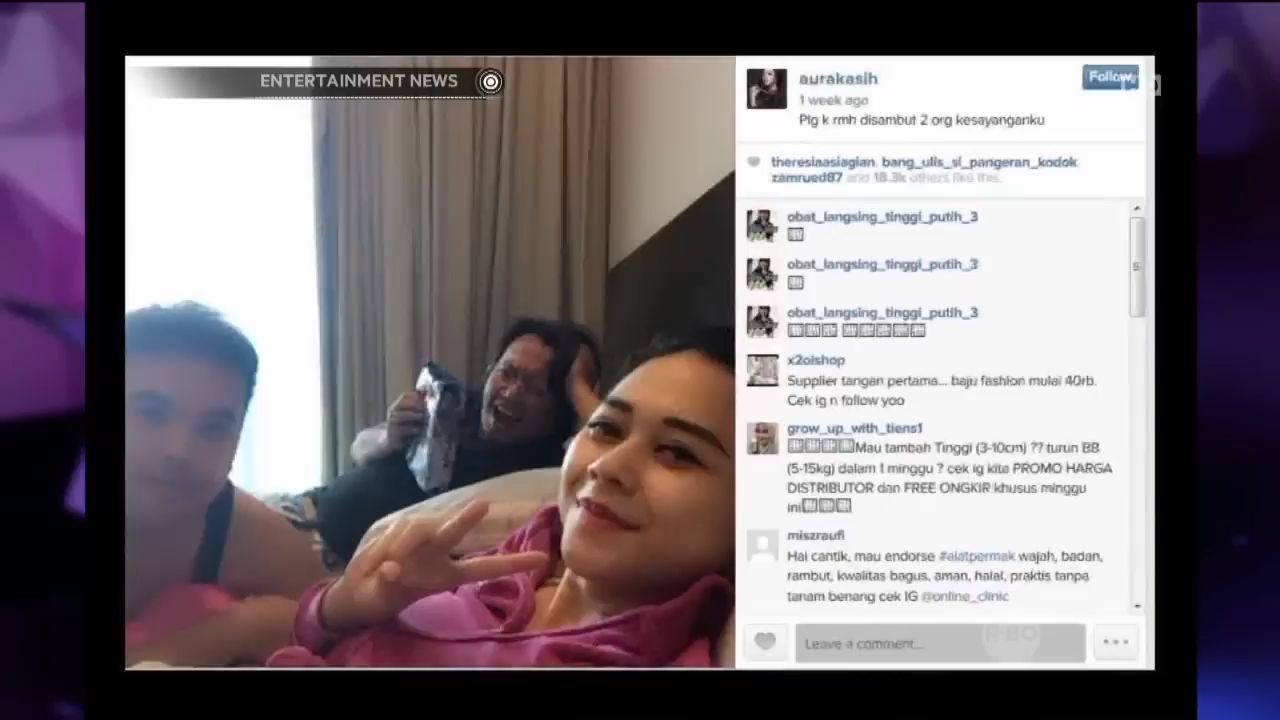 ENTERTAINMENT NEWS
aurakasih
Follow
1 week ago
Plg k rmh disambut 2 org kesayanganku
theresiaasiagian, bang_ulis_si_pangeran_kodok,
zamrued87 and 18.3k others like this.
obat_langsing_tinggi_putih_3
obat_langsing_tinggi_putih_3
obat_langsing_tinggi_putih_3
x2olshop
Supplier tangan pertama... baju fashion mulai 40rb.
Cek ig n follow yoo
grow_up_with_tiens1
Mau tambah Tinggi (3-10cm) ?? turun BB
(5-15kg) dalam 1 minggu ? cek ig kita PROMO HARGA
DISTRIBUTOR dan FREE ONGKIR khusus minggu
ini
miszraufi
Hai cantik, mau endorse #alatpermak wajah, badan,
rambut, kwalitas bagus, aman, halal, praktis tanpa
tanam benang cek IG @online_clinic
Leave a comment...